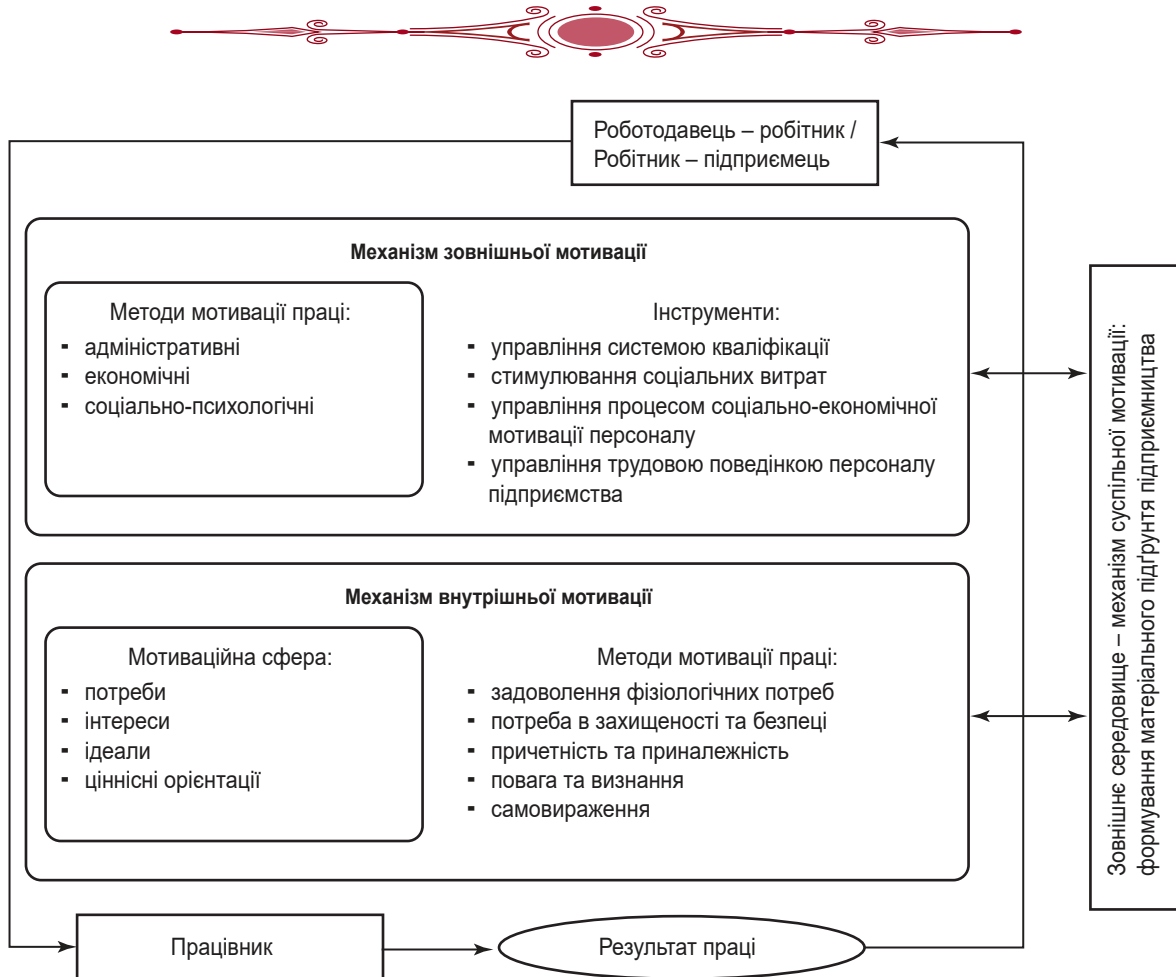 Роботодавець – робітник /
Робітник – підприємець
Механізм зовнішньої мотивації
Методи мотивації праці:
- адміністративні
- економічні
- соціально-психологічні
Інструменти:
- управління системою кваліфікації
- стимулювання соціальних витрат
- управління процесом соціально-економічної
мотивації персоналу
- управління трудовою поведінкою персоналу
підприємства
Механізм внутрішньої мотивації
Мотиваційна сфера:
- потреби
- інтереси
- ідеали
- ціннісні орієнтації
Методи мотивації праці:
- задоволення фізіологічних потреб
- потреба в захищеності та безпеці
- причетність та приналежність
- повага та визнання
- самовираження
Зовнішнє середовище – механізм суспільної мотивації:
формування матеріального підґрунтя підприємництва
Працівник
Результат праці